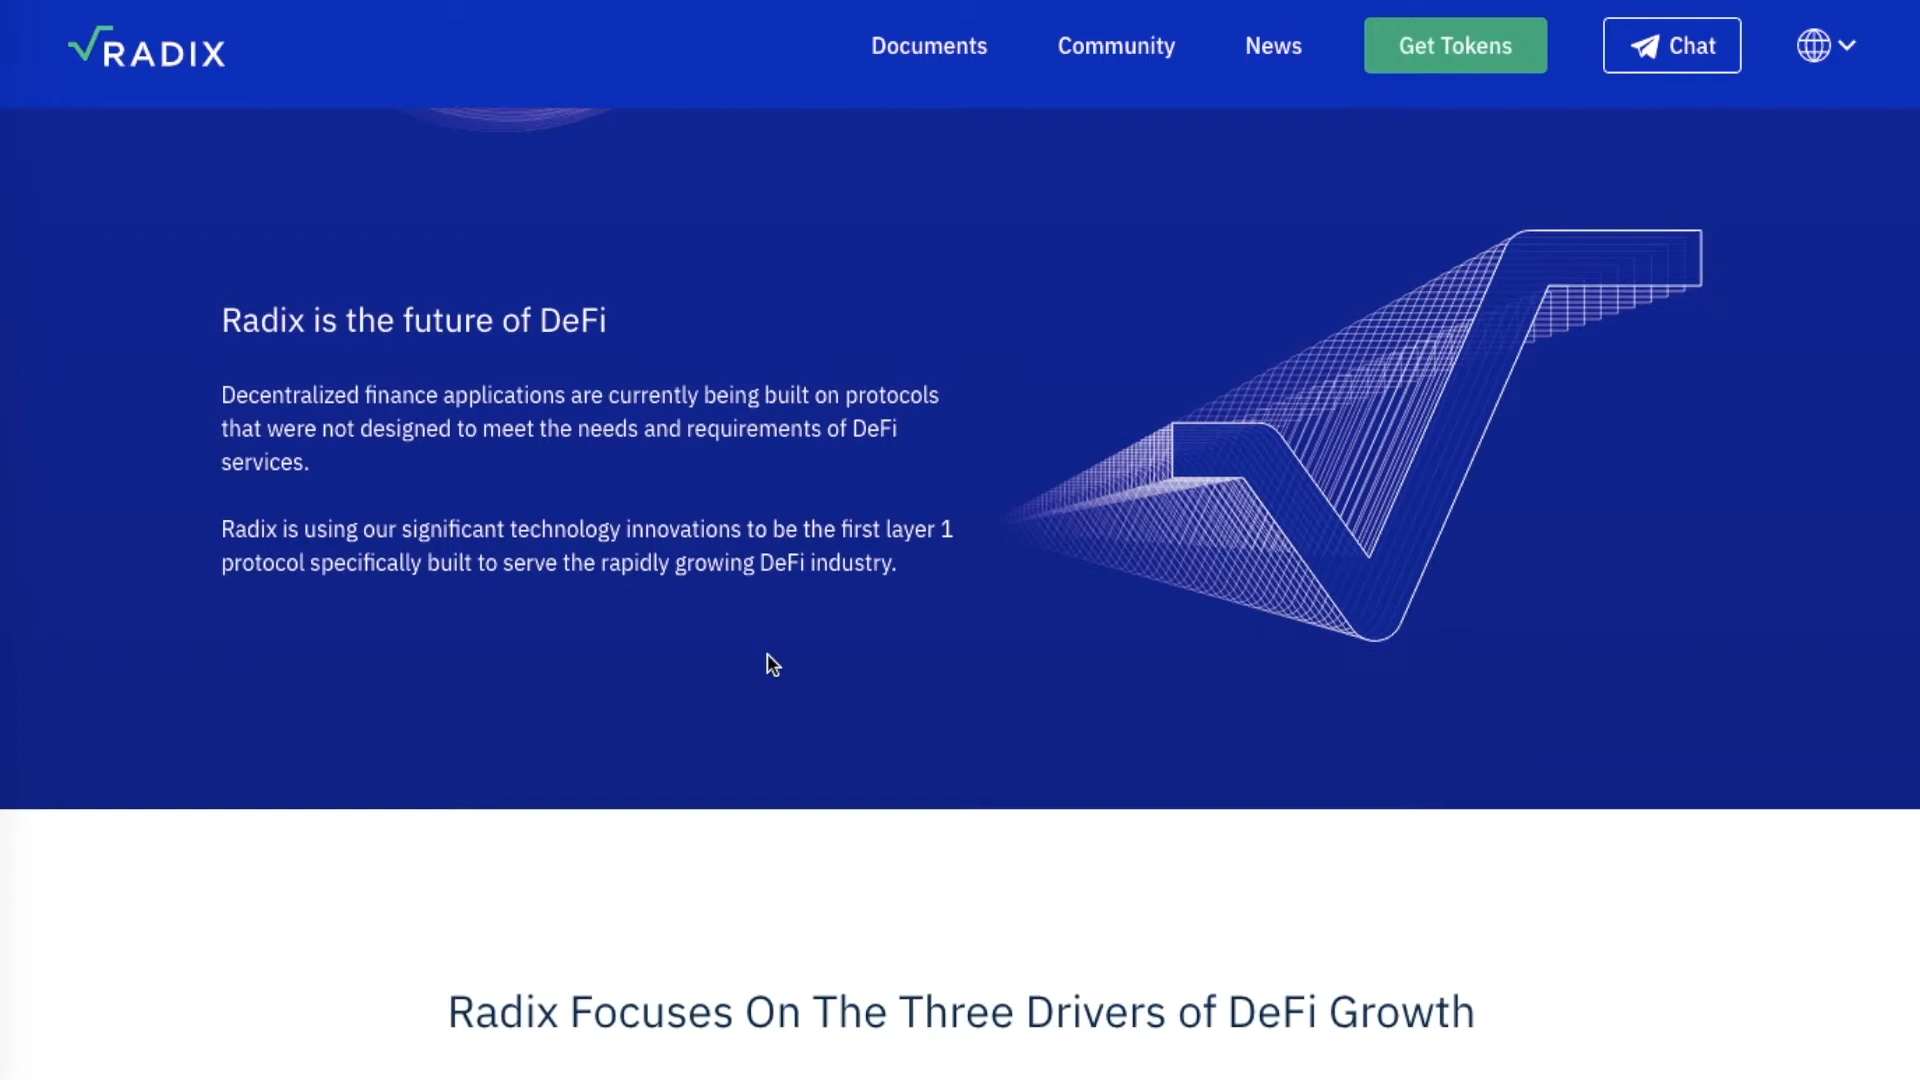 RADIX
Documents
Community
News
Get Tokens
Chat
Radix is the future of DeFi
Decentralized finance applications are currently being built on protocols
that were not designed to meet the needs and requirements of DeFi
services.
Radix is using our significant technology innovations to be the first layer 1
protocol specifically built to serve the rapidly growing DeFi industry.
Radix Focuses On The Three Drivers of DeFi Growth